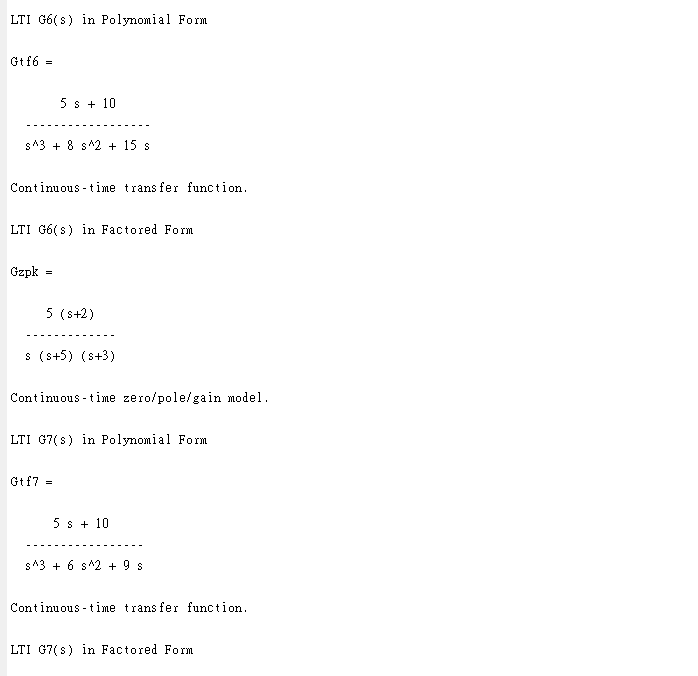 LTI G6(s) in Polynomial Form
Gtf6 =
5 s + 10
------------------
s^3 + 8 s^2 + 15 s
Continuous-time transfer function.
LTI G6(s) in Factored Form
Gzpk =
5 (s+2)
-------------
s (s+5) (s+3)
Continuous-time zero/pole/gain model.
LTI G7(s) in Polynomial Form
Gtf7 =
5 s + 10
-----------------
s^3 + 6 s^2 + 9 s
Continuous-time transfer function.
LTI G7(s) in Factored Form